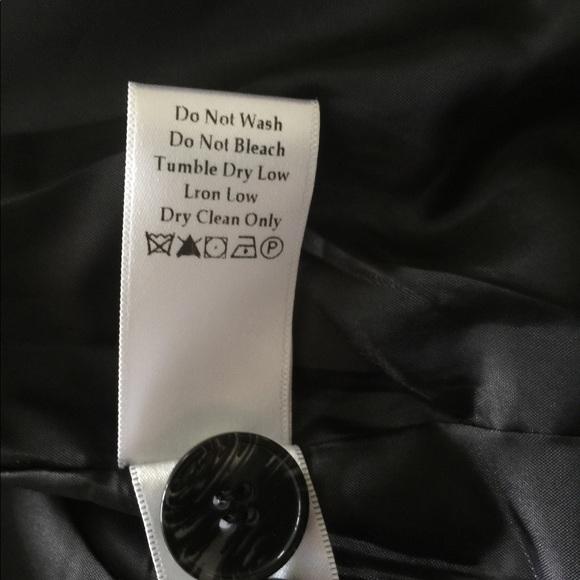 Do Not Wash
Do Not Bleach
Tumble Dry Low
Lron Low
Dry Clean Only
P